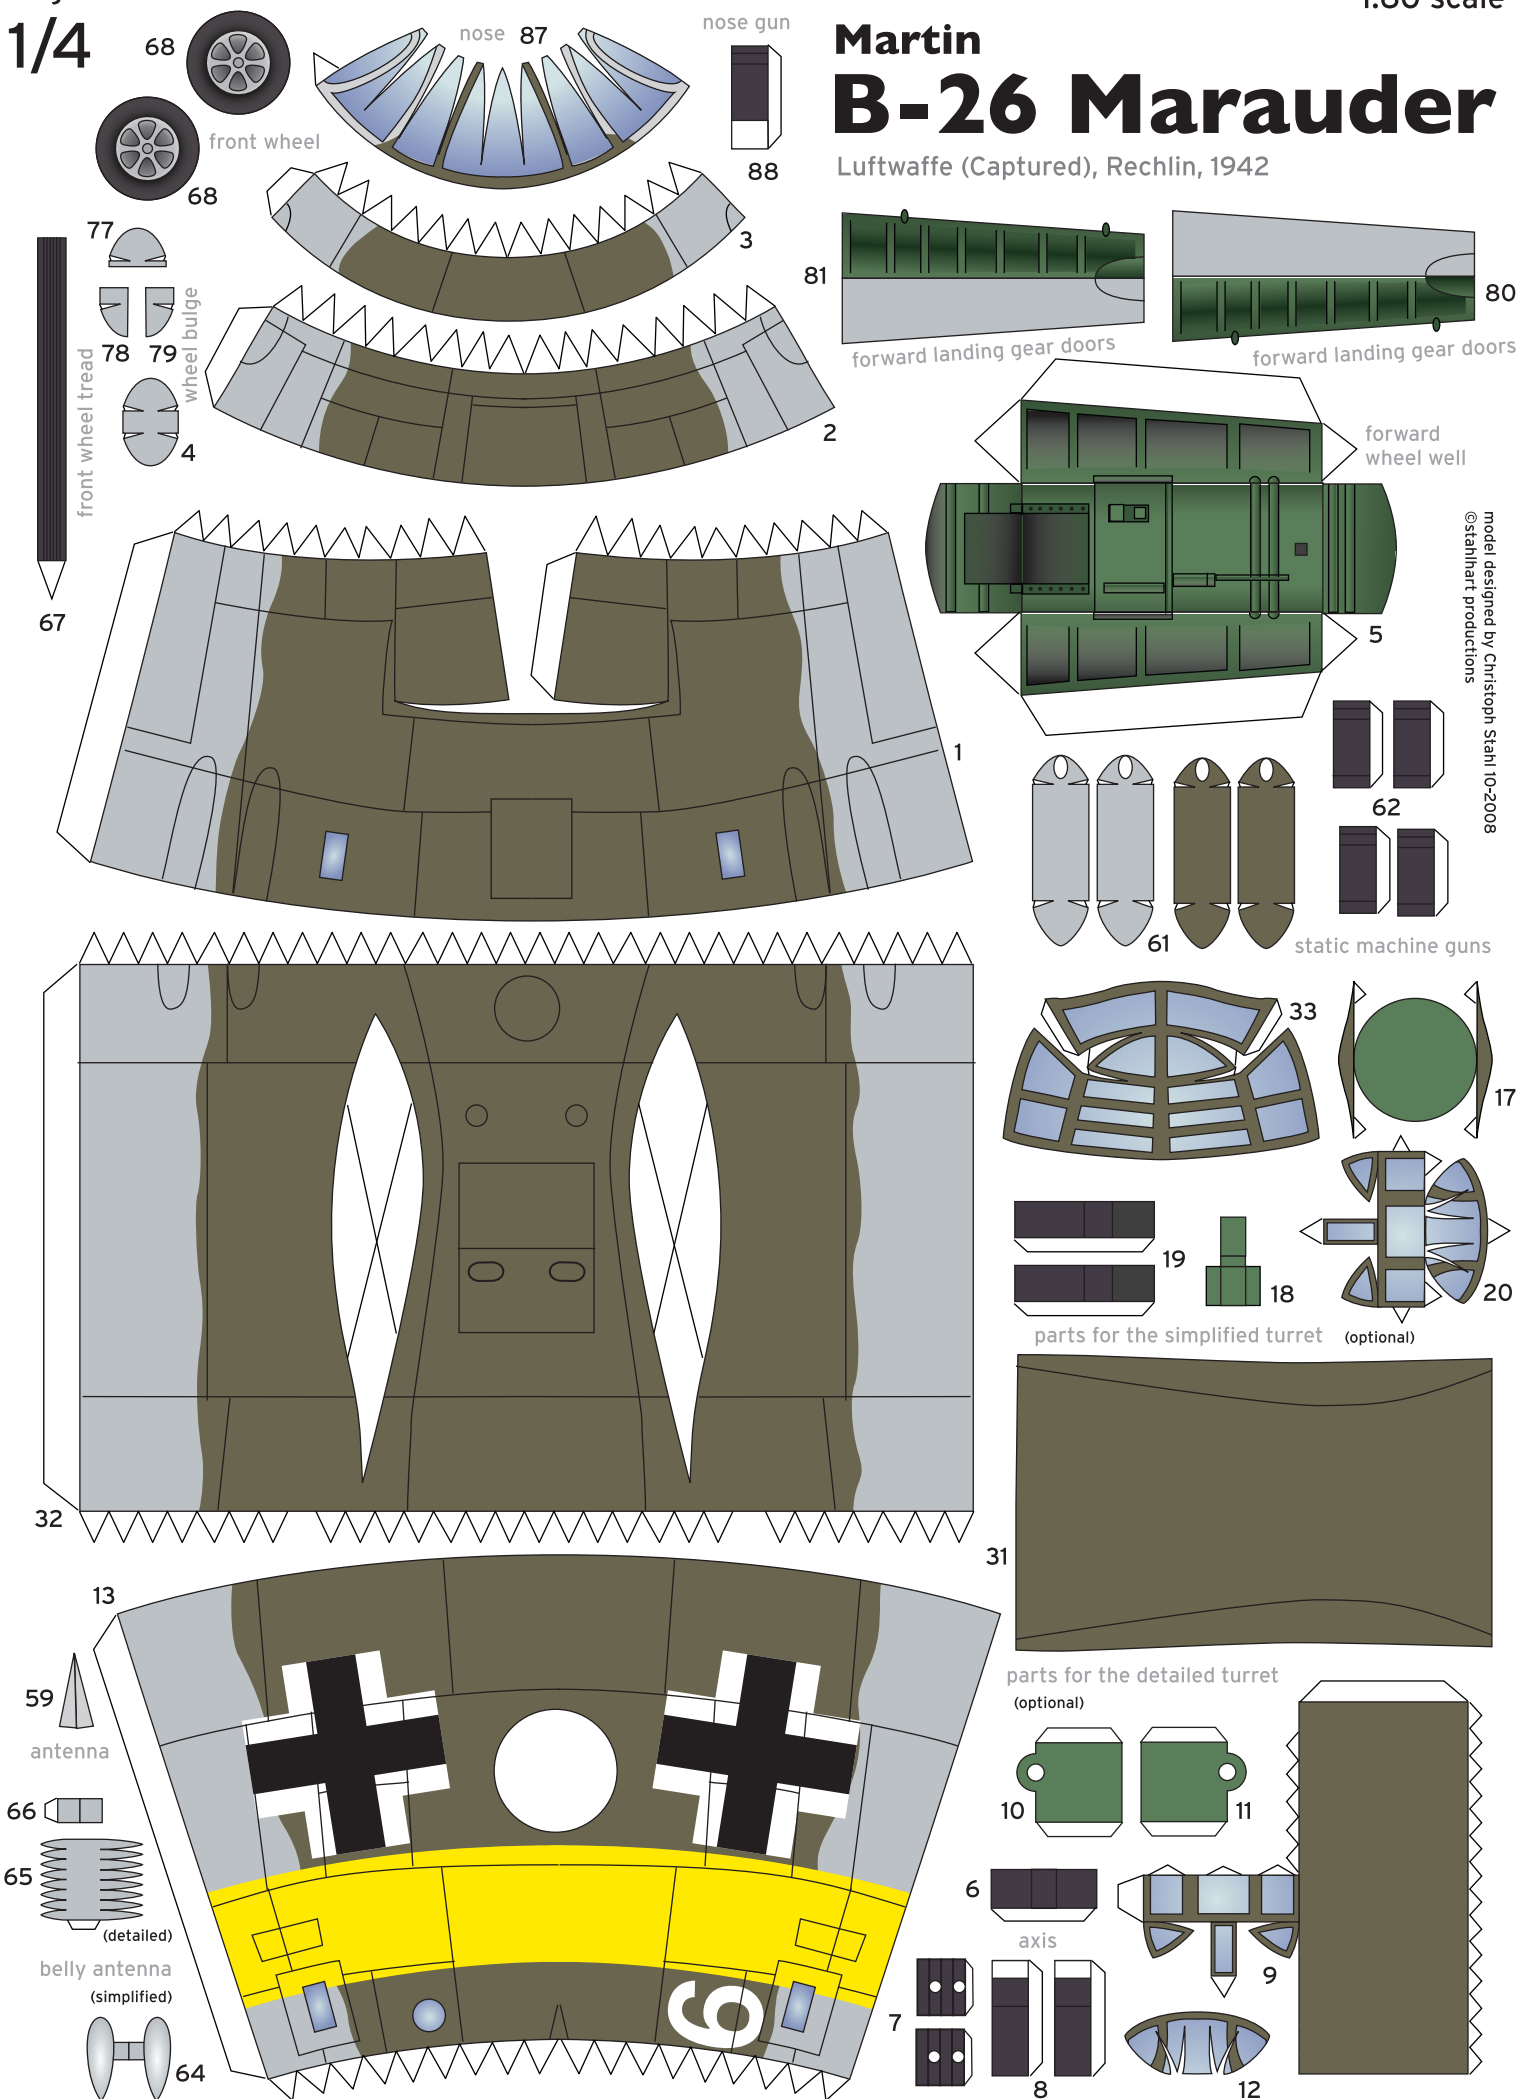 1/4
68
nose 87
nose gun
Martin
B-26 Marauder
Luftwaffe (Captured), Rechlin, 1942
front wheel
68
88
77
3
81
80
78 79
wheel bulge
front wheel tread
4
2
forward landing gear doors
forward landing gear doors
forward
wheel well
67
5
model designed by Christoph Stahl 10-2008
©stahlhart productions
1
62
61
static machine guns
33
17
19
18
20
parts for the simplified turret (optional)
32
31
13
59
antenna
parts for the detailed turret
(optional)
10
11
66
65
(detailed)
6
axis
belly antenna
(simplified)
9
7
64
8
12
6